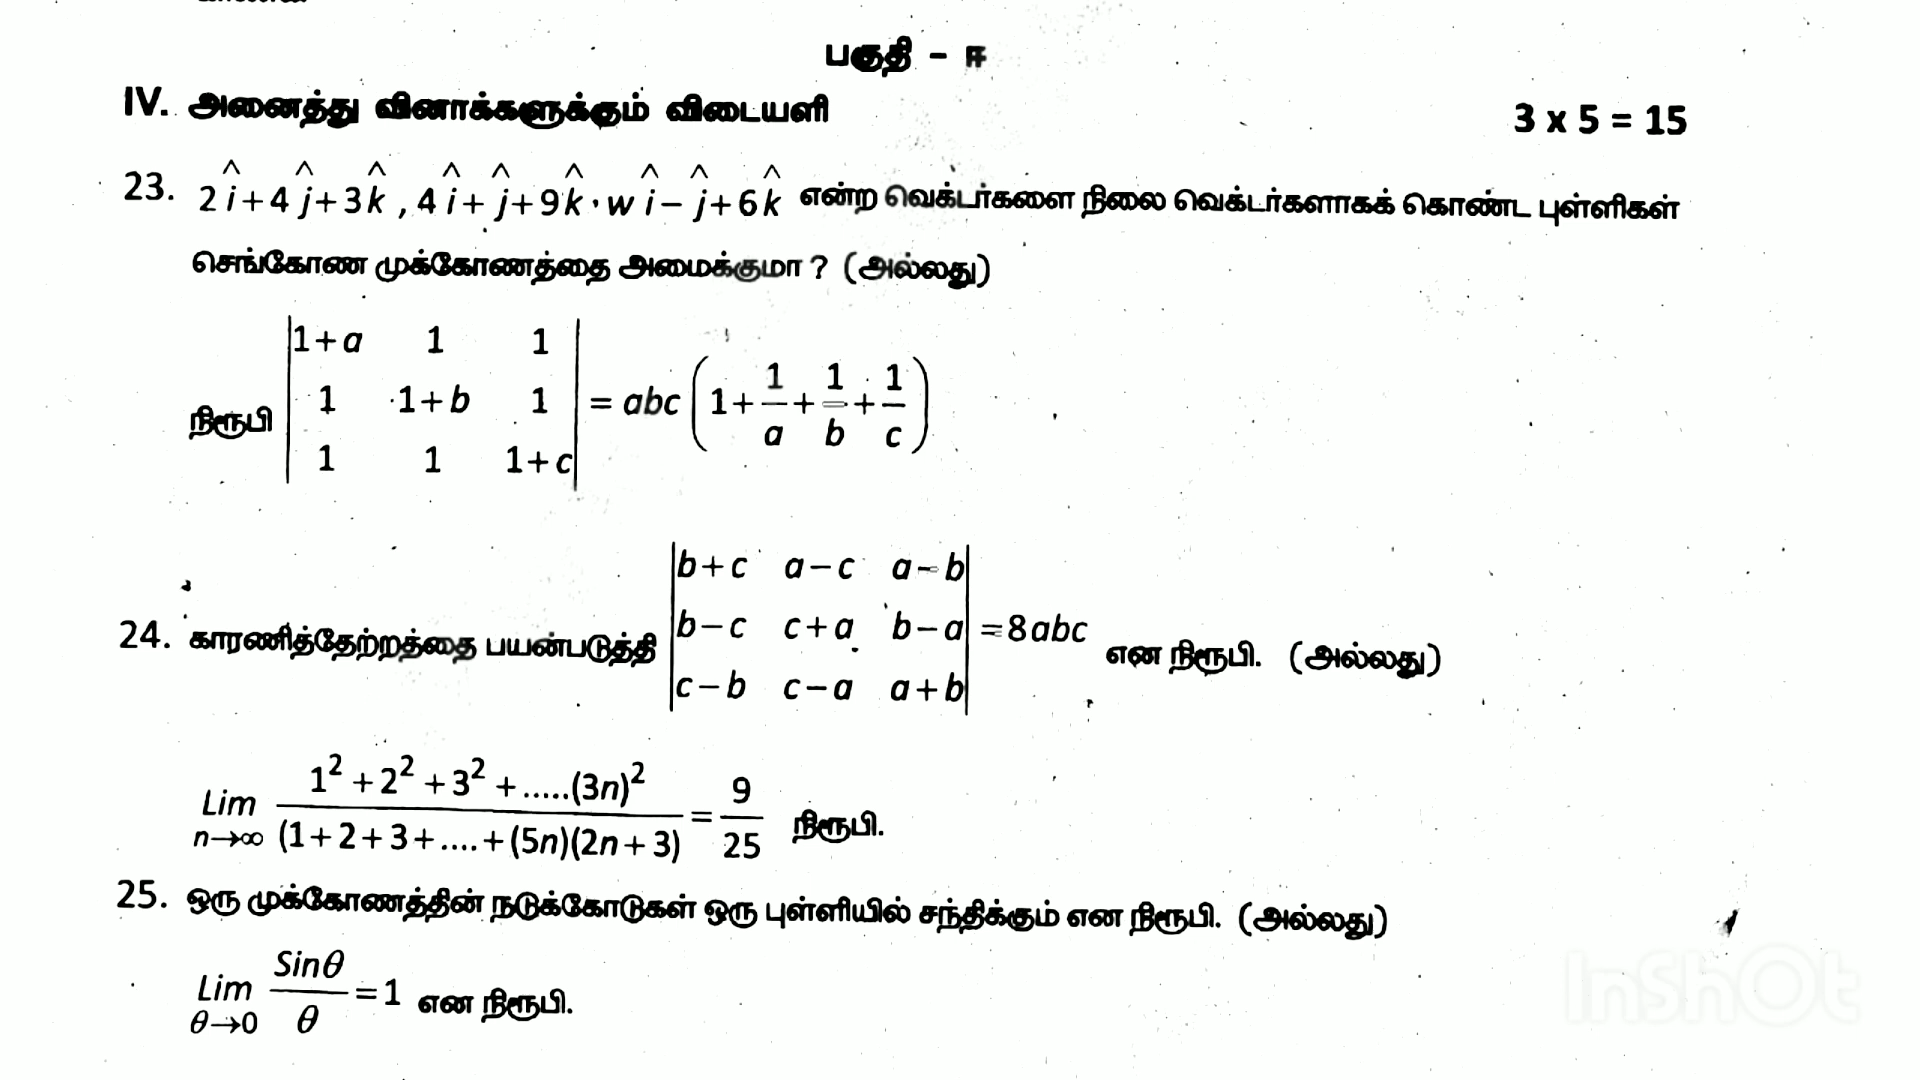 பகுதி - ஈ
IV. அனைத்து வினாக்களுக்கும் விடையளி 3 x 5 = 15
23. 2î+4ĵ+3k̂, 4î+ĵ+9k̂ · w î−ĵ+6k̂ என்ற வெக்டர்களை நிலை வெக்டர்களாகக் கொண்ட புள்ளிகள்
செங்கோண முக்கோணத்தை அமைக்குமா? (அல்லது)
நிரூபி |1+a 1 1; 1 1+b 1; 1 1 1+c| = abc (1+1/a+1/b+1/c)
24. காரணித்தேற்றத்தை பயன்படுத்தி |b+c a−c a−b; b−c c+a b−a; c−b c−a a+b| = 8abc என நிரூபி. (அல்லது)
Lim n→∞ 1²+2²+3²+.....(3n)² / (1+2+3+....+(5n)(2n+3) = 9/25 நிரூபி.
25. ஒரு முக்கோணத்தின் நடுக்கோடுகள் ஒரு புள்ளியில் சந்திக்கும் என நிரூபி. (அல்லது)
Lim θ→0 Sinθ/θ = 1 என நிரூபி.
InShOt